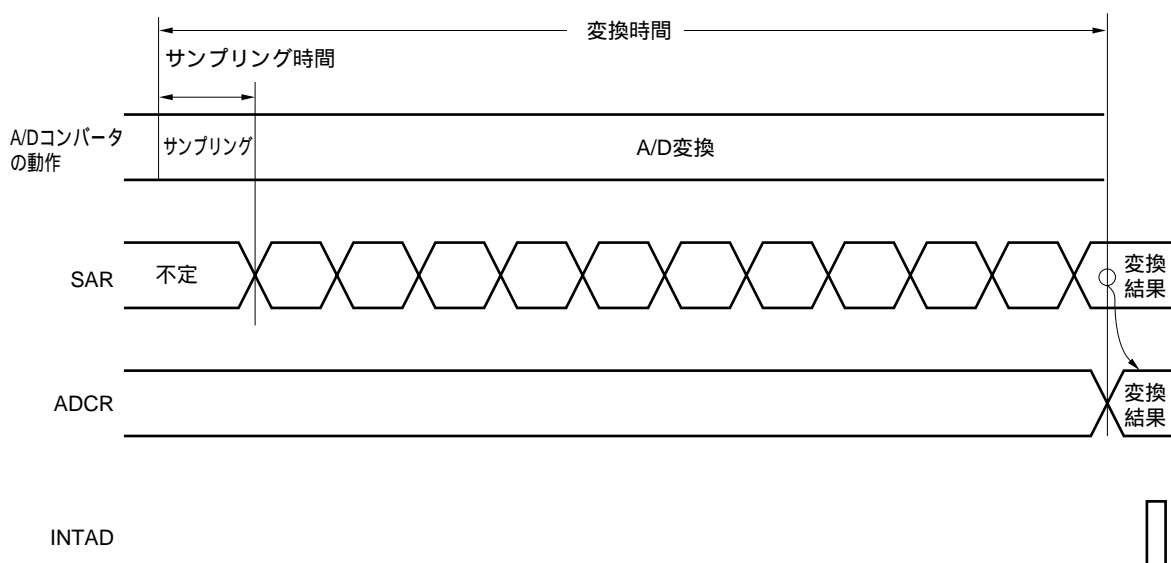 変換時間
サンプリング時間
A/Dコンバータ
の動作
サンプリング
A/D変換
SAR
不定
変換
結果
ADCR
変換
結果
INTAD